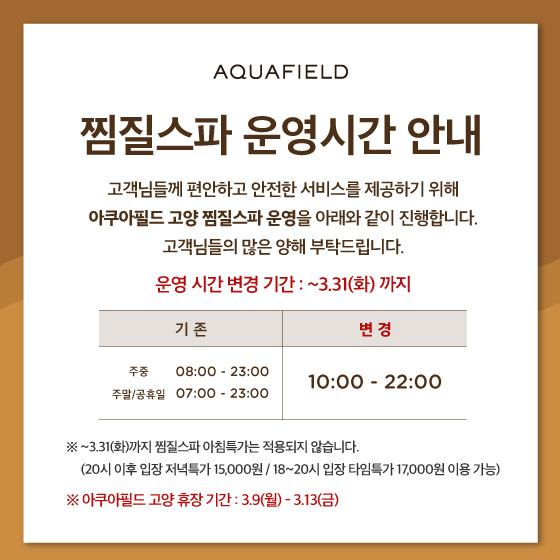 AQUAFIELD
찜질스파 운영시간 안내
고객님들께 편안하고 안전한 서비스를 제공하기 위해
아쿠아필드 고양 찜질스파 운영을 아래와 같이 진행합니다.
고객님들의 많은 양해 부탁드립니다.
운영 시간 변경 기간 : ~3.31(화) 까지
기 존 변 경
주중 08:00 - 23:00
주말/공휴일 07:00 - 23:00
10:00 - 22:00
※ ~3.31(화)까지 찜질스파 아침특가는 적용되지 않습니다.
(20시 이후 입장 저녁특가 15,000원 / 18~20시 입장 타임특가 17,000원 이용 가능)
※ 아쿠아필드 고양 휴장 기간 : 3.9(월) - 3.13(금)